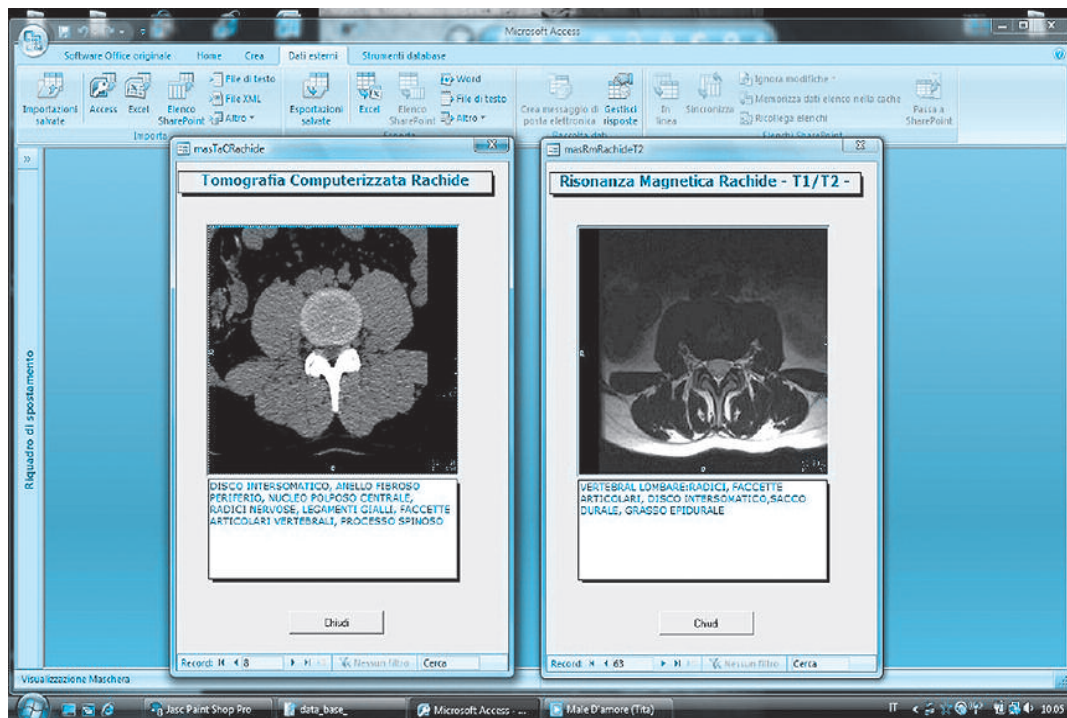 Microsoft Access
Software Office originale Home Crea Dati esterni Strumenti database
Importazioni salvate
Access
Excel
Elenco SharePoint
File di testo
File XML
Altro
Importa
Esportazioni salvate
Excel
Elenco SharePoint
Word
File di testo
Altro
Esporta
Crea messaggio di posta elettronica
Gestisci risposte
Raccolta dati
In linea
Sincronizza
Ignora modifiche
Memorizza dati elenco nella cache
Ricollega elenchi
Passa a SharePoint
Elenchi SharePoint
Riquadro di spostamento
masTaCRachide
Tomografia Computerizzata Rachide
DISCO INTERSOMATICO, ANELLO FIBROSO
PERIFERIO, NUCLEO POLPOSO CENTRALE,
RADICI NERVOSE, LEGAMENTI GIALLI, FACCETTE
ARTICOLARI VERTEBRALI, PROCESSO SPINOSO
Chiudi
Record: 8 Nessun filtro Cerca
masRmRachideT2
Risonanza Magnetica Rachide - T1/T2 -
VERTEBRAL LOMBARE:RADICI, FACCETTE
ARTICOLARI, DISCO INTERSOMATICO,SACCO
DURALE, GRASSO EPIDURALE
Chiudi
Record: 63 Nessun filtro Cerca
Visualizzazione Maschera
Jasc Paint Shop Pro data_base_ Microsoft Access - ... Male D'amore (Tita) IT 10.05